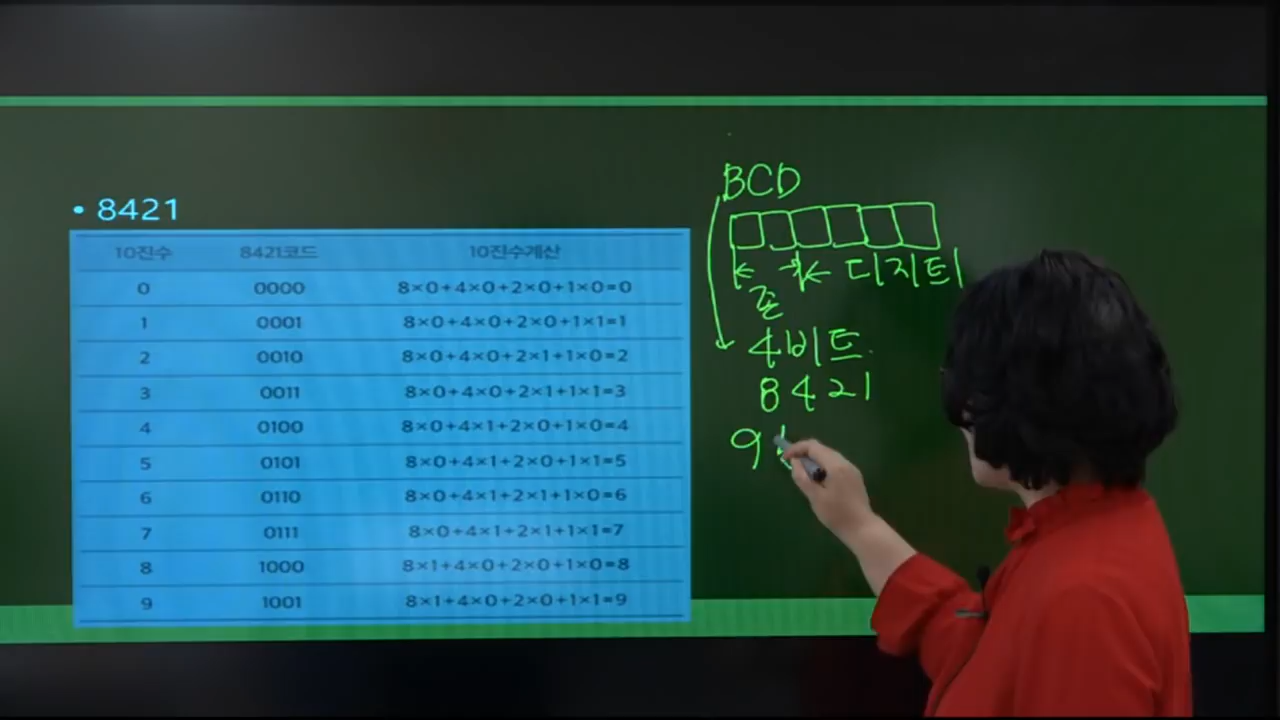 • 8421
10진수 8421코드 10진수계산
0 0000 8×0+4×0+2×0+1×0=0
1 0001 8×0+4×0+2×0+1×1=1
2 0010 8×0+4×0+2×1+1×0=2
3 0011 8×0+4×0+2×1+1×1=3
4 0100 8×0+4×1+2×0+1×0=4
5 0101 8×0+4×1+2×0+1×1=5
6 0110 8×0+4×1+2×1+1×0=6
7 0111 8×0+4×1+2×1+1×1=7
8 1000 8×1+4×0+2×0+1×0=8
9 1001 8×1+4×0+2×0+1×1=9
BCD
디지트
존
4비트
8421
9